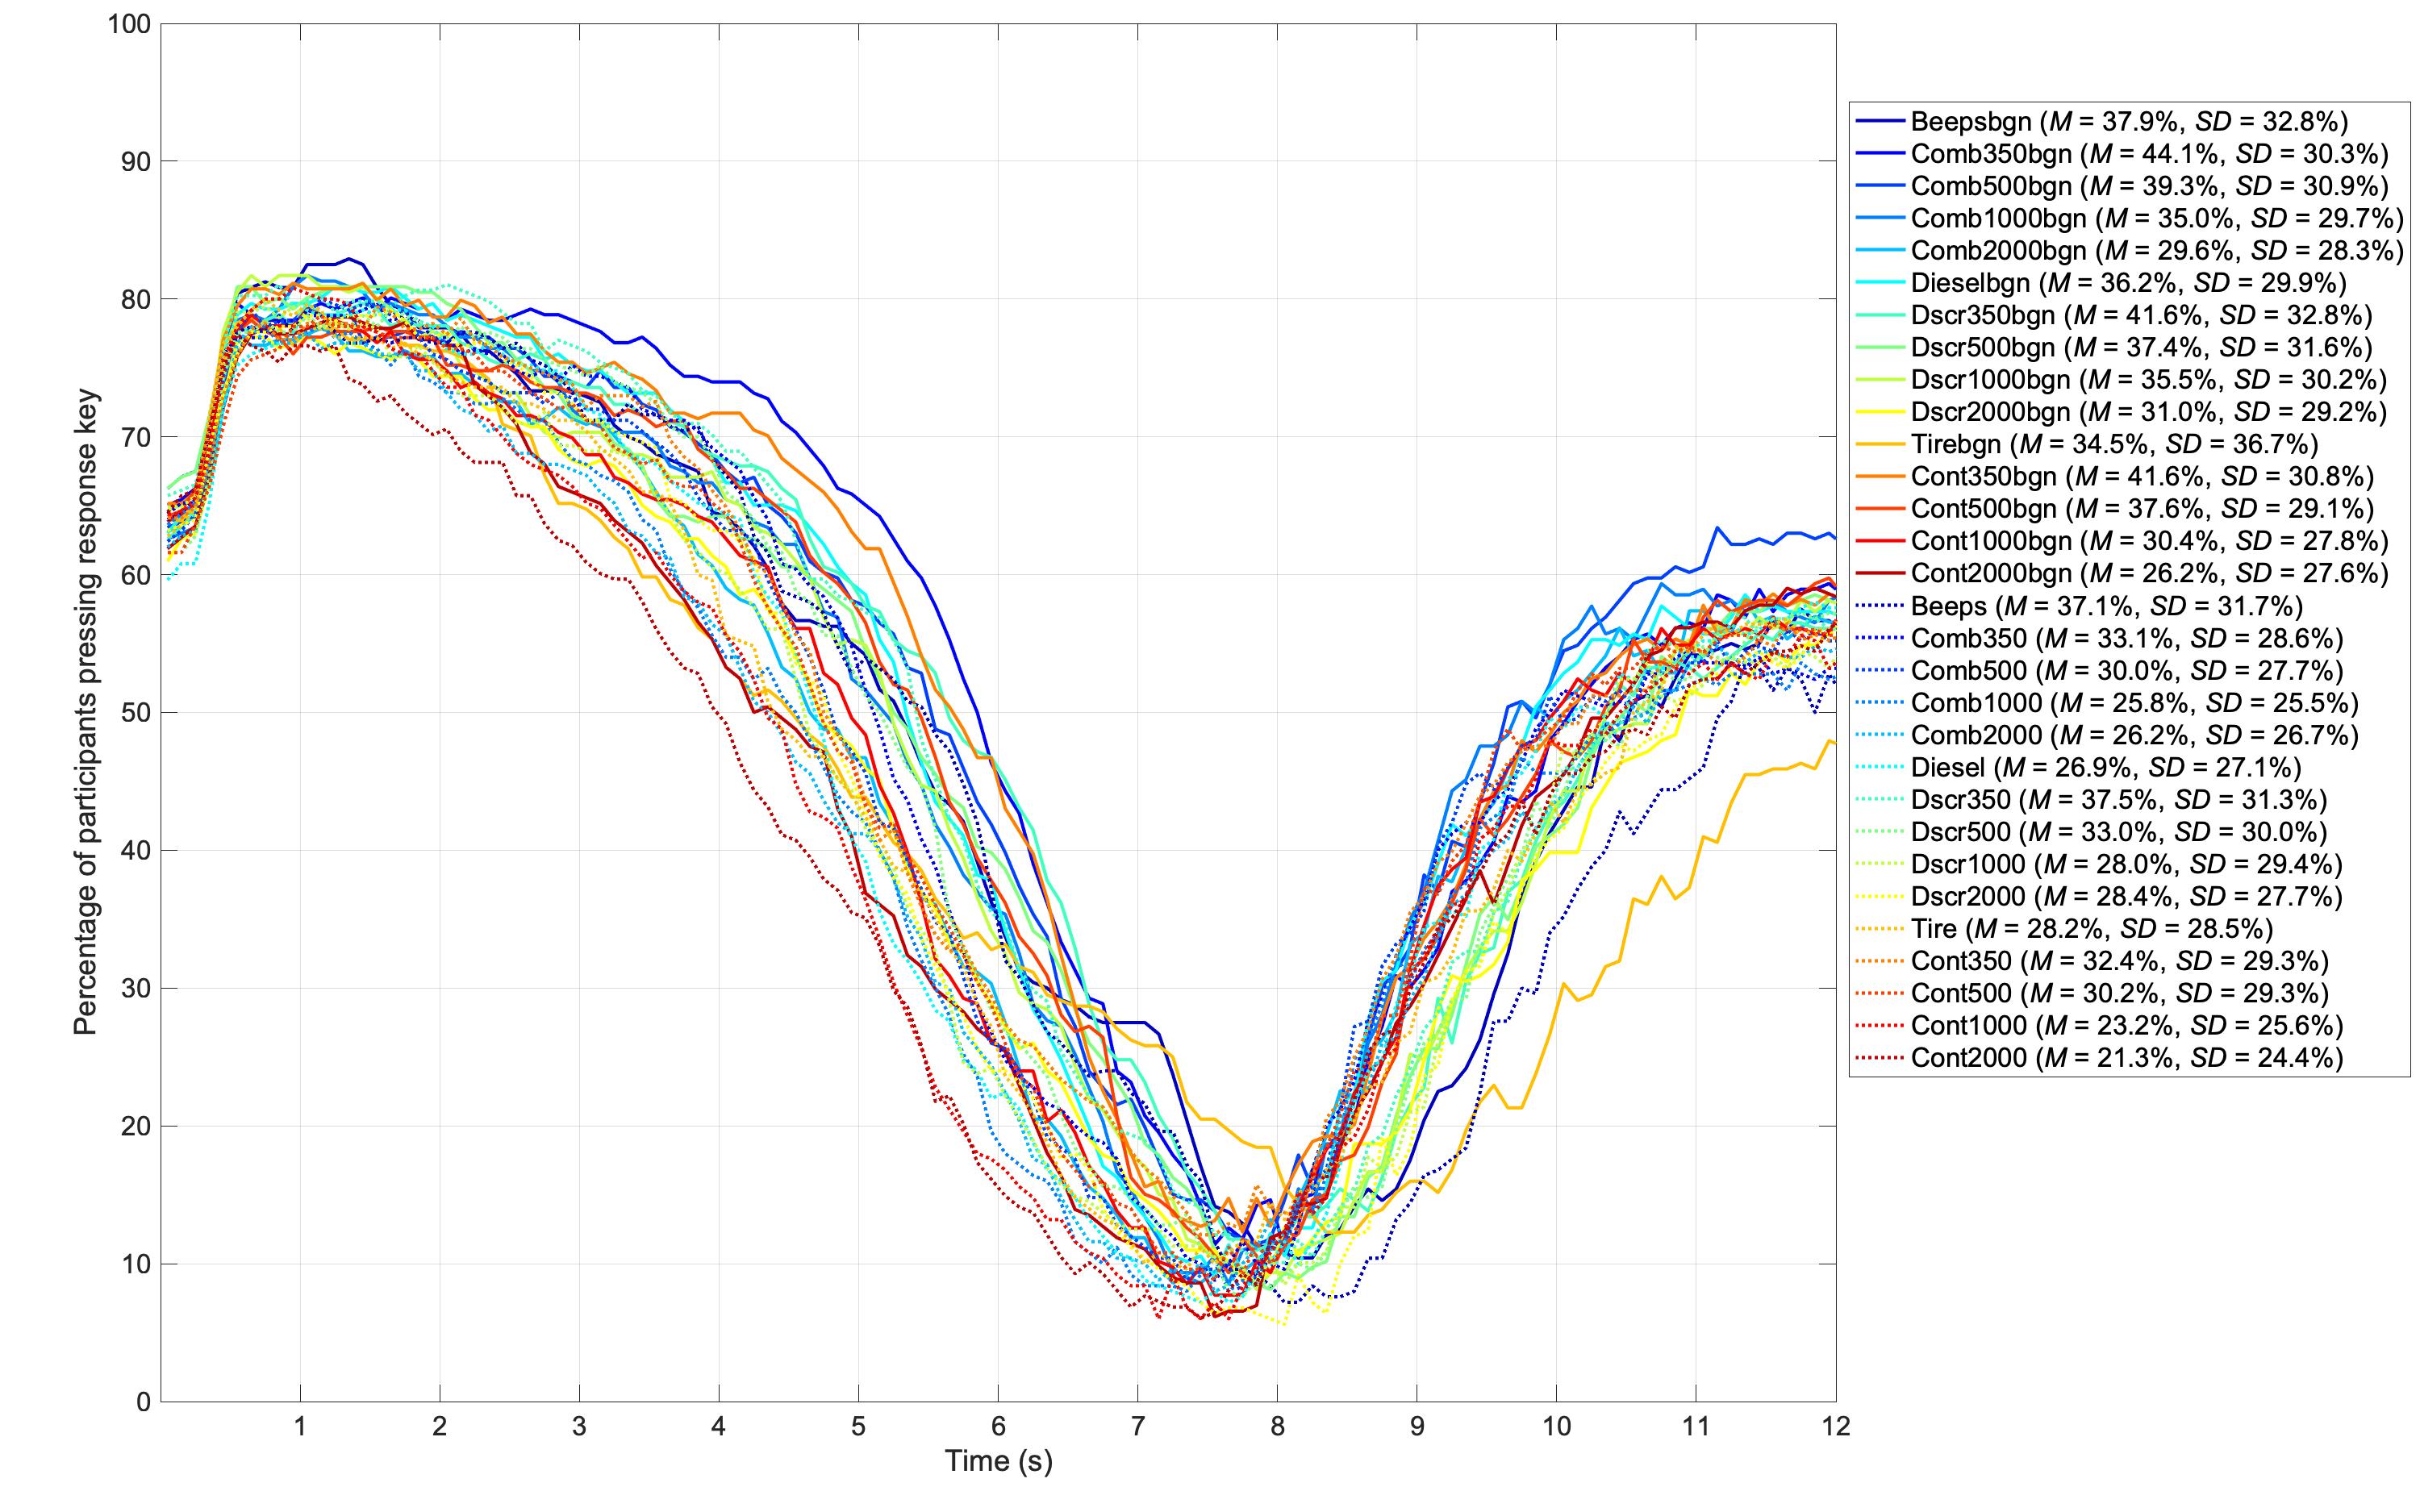 100
90
80
70
60
50
40
30
20
10
0
Percentage of participants pressing response key
1 2 3 4 5 6 7 8 9 10 11 12
Time (s)
Beepsbgn (M = 37.9%, SD = 32.8%)
Comb350bgn (M = 44.1%, SD = 30.3%)
Comb500bgn (M = 39.3%, SD = 30.9%)
Comb1000bgn (M = 35.0%, SD = 29.7%)
Comb2000bgn (M = 29.6%, SD = 28.3%)
Dieselbgn (M = 36.2%, SD = 29.9%)
Dscr350bgn (M = 41.6%, SD = 32.8%)
Dscr500bgn (M = 37.4%, SD = 31.6%)
Dscr1000bgn (M = 35.5%, SD = 30.2%)
Dscr2000bgn (M = 31.0%, SD = 29.2%)
Tirebgn (M = 34.5%, SD = 36.7%)
Cont350bgn (M = 41.6%, SD = 30.8%)
Cont500bgn (M = 37.6%, SD = 29.1%)
Cont1000bgn (M = 30.4%, SD = 27.8%)
Cont2000bgn (M = 26.2%, SD = 27.6%)
Beeps (M = 37.1%, SD = 31.7%)
Comb350 (M = 33.1%, SD = 28.6%)
Comb500 (M = 30.0%, SD = 27.7%)
Comb1000 (M = 25.8%, SD = 25.5%)
Comb2000 (M = 26.2%, SD = 26.7%)
Diesel (M = 26.9%, SD = 27.1%)
Dscr350 (M = 37.5%, SD = 31.3%)
Dscr500 (M = 33.0%, SD = 30.0%)
Dscr1000 (M = 28.0%, SD = 29.4%)
Dscr2000 (M = 28.4%, SD = 27.7%)
Tire (M = 28.2%, SD = 28.5%)
Cont350 (M = 32.4%, SD = 29.3%)
Cont500 (M = 30.2%, SD = 29.3%)
Cont1000 (M = 23.2%, SD = 25.6%)
Cont2000 (M = 21.3%, SD = 24.4%)